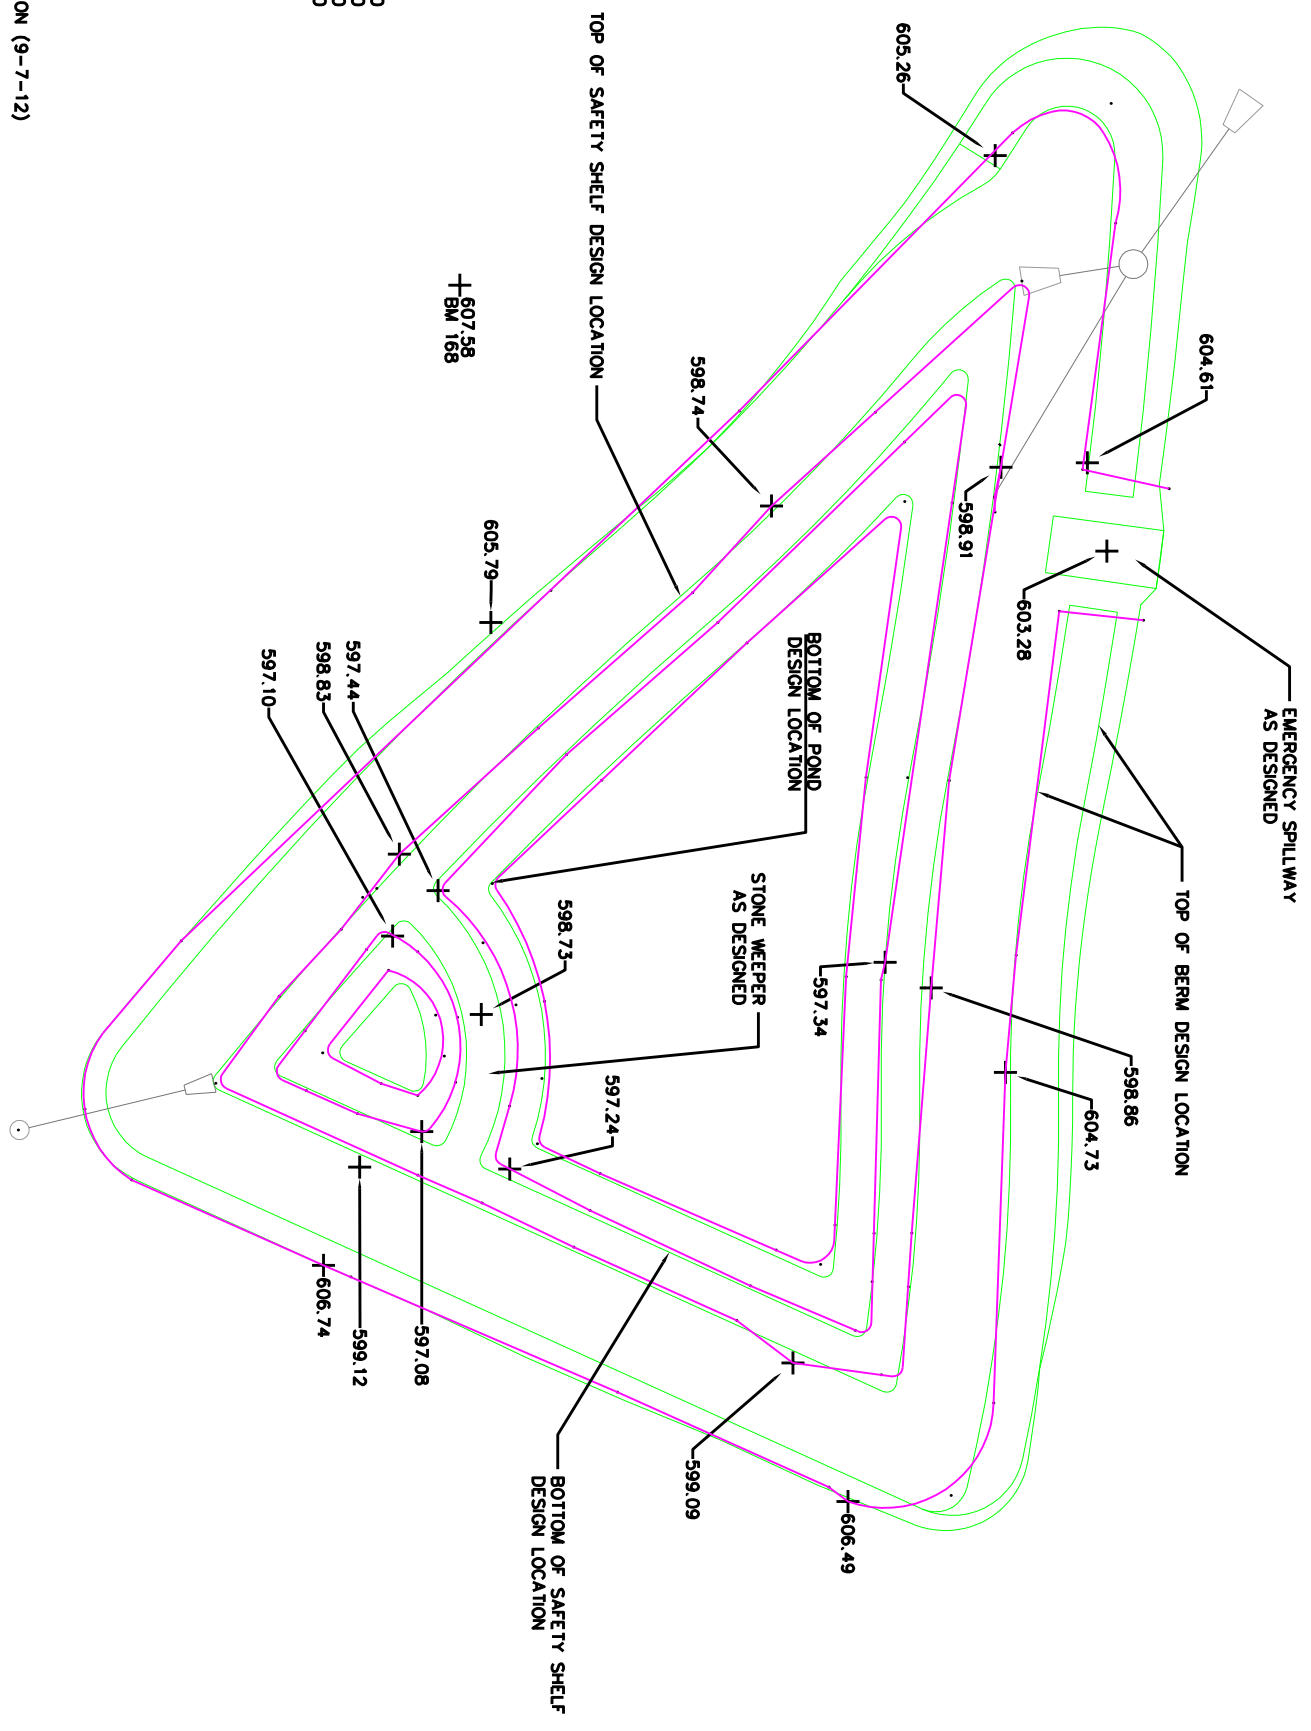 EMERGENCY SPILLWAY
AS DESIGNED
604.61
TOP OF BERM DESIGN LOCATION
598.86
604.73
603.28
598.91
605.26
606.49
597.34
BOTTOM OF POND
DESIGN LOCATION
STONE WEEPER
AS DESIGNED
598.74
599.09
TOP OF SAFETY SHELF DESIGN LOCATION
597.24
598.73
BOTTOM OF SAFETY SHELF
DESIGN LOCATION
605.79
607.58
BM 168
597.08
599.12
597.44
598.83
606.74
597.10
ON (9-7-12)